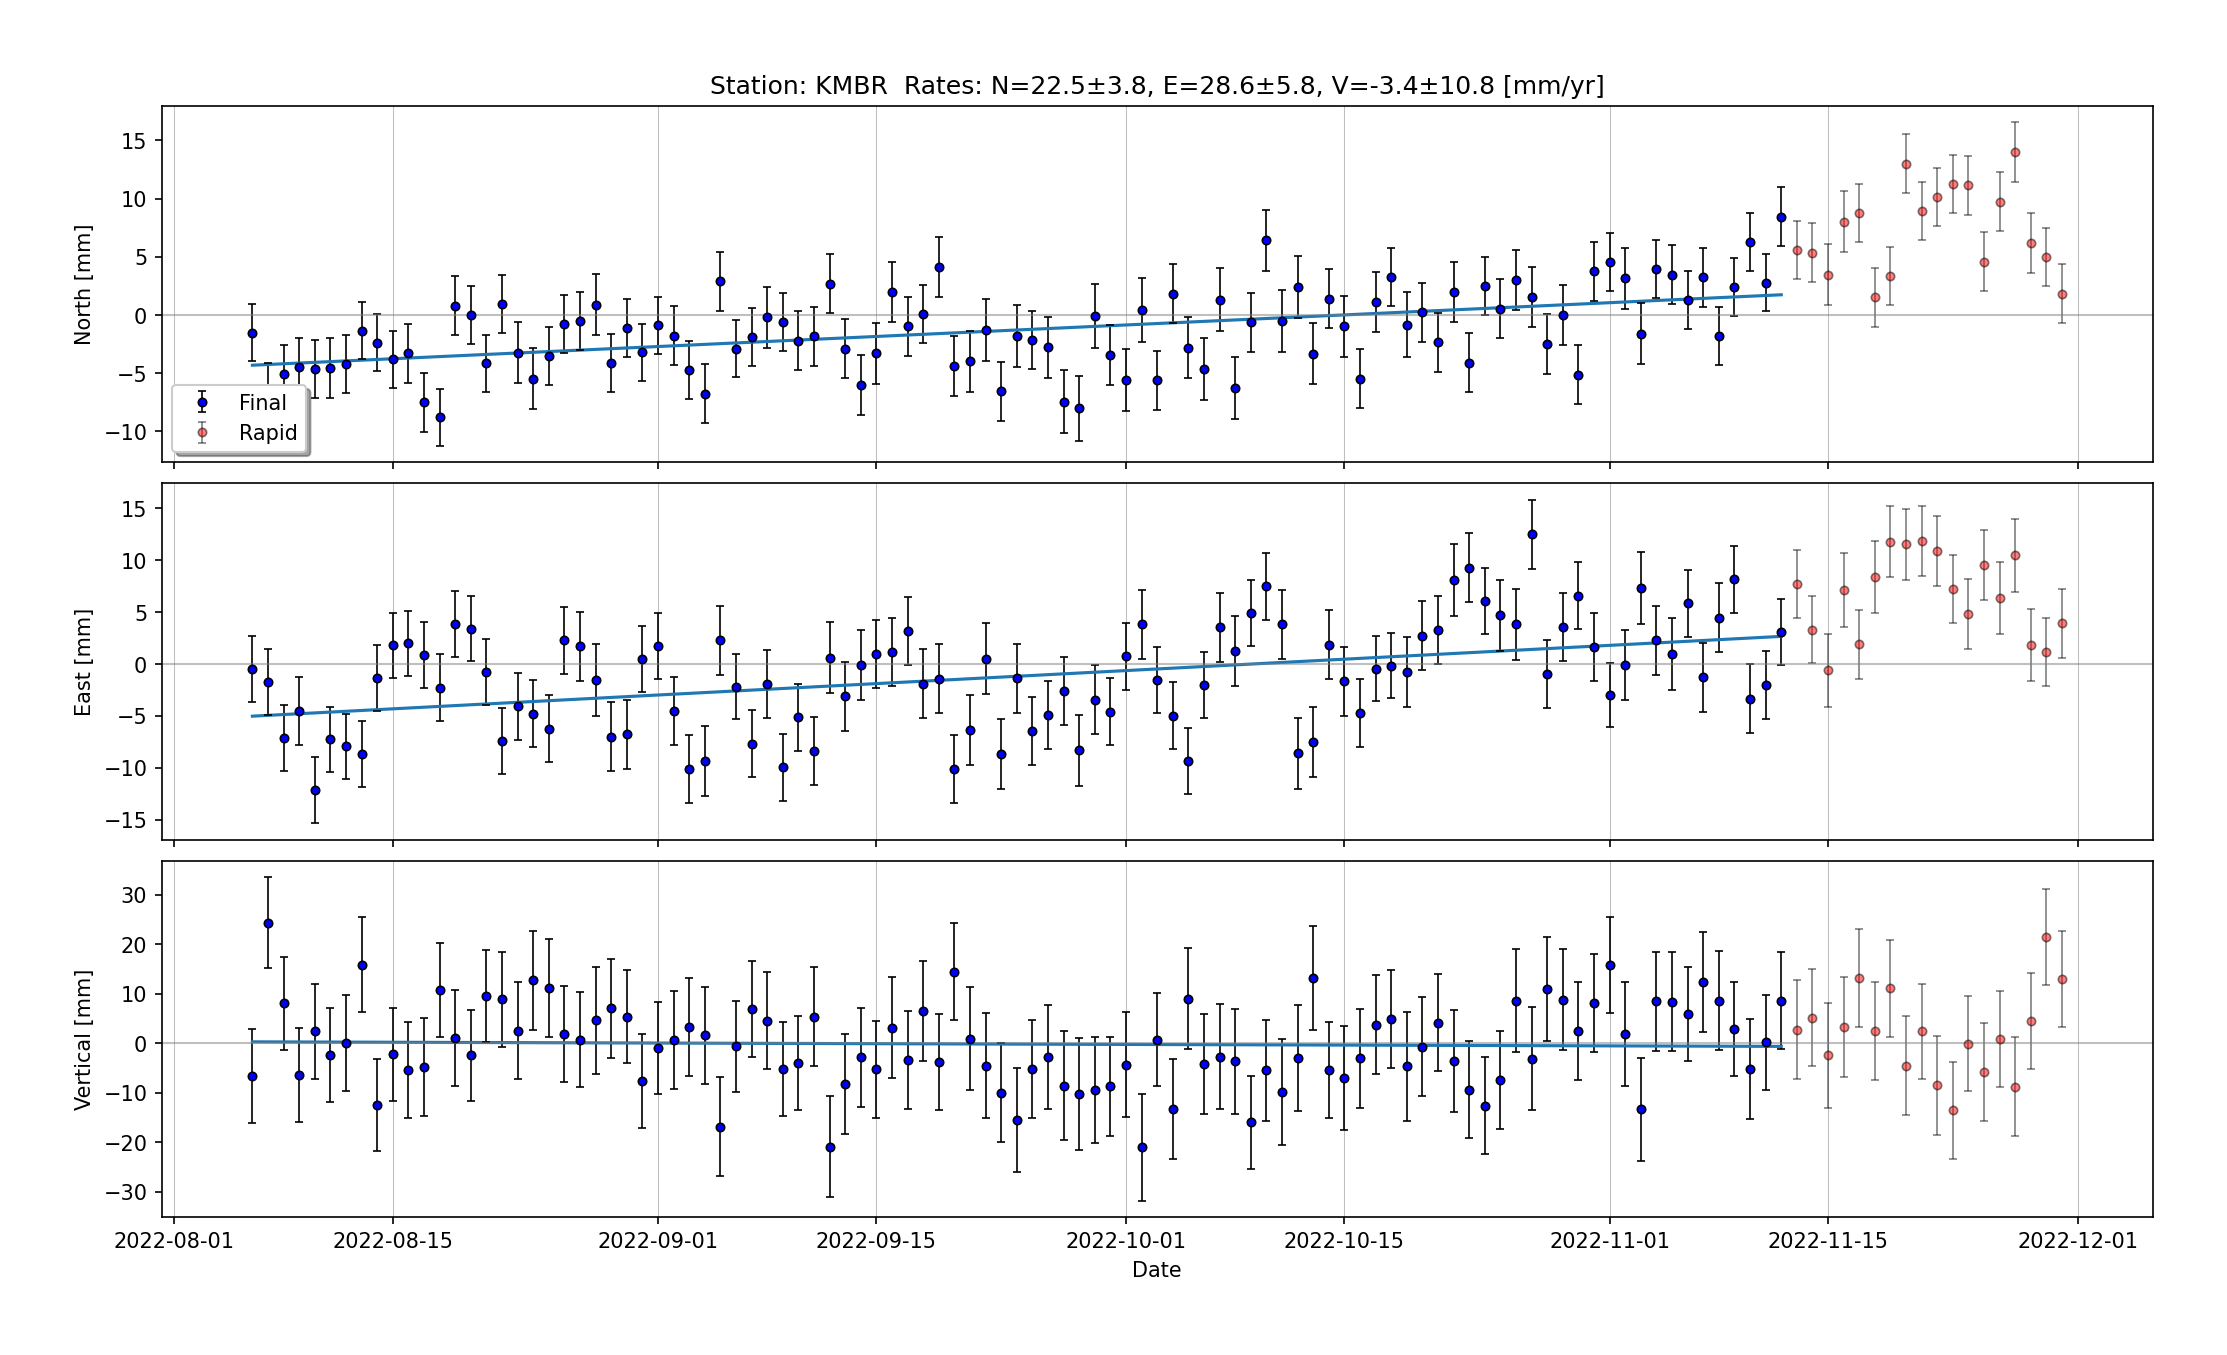 Station: KMBR  Rates: N=22.5±3.8, E=28.6±5.8, V=-3.4±10.8 [mm/yr]
North [mm]
15
10
5
0
−5
−10
Final
Rapid
East [mm]
15
10
5
0
−5
−10
−15
Vertical [mm]
30
20
10
0
−10
−20
−30
2022-08-01 2022-08-15 2022-09-01 2022-09-15 2022-10-01 2022-10-15 2022-11-01 2022-11-15 2022-12-01
Date